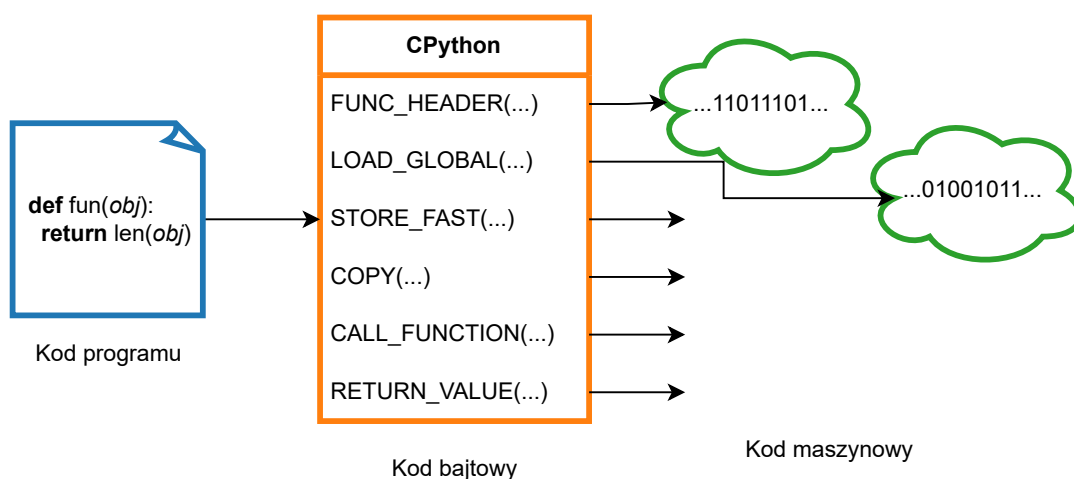 CPython
FUNC_HEADER(...)
LOAD_GLOBAL(...)
STORE_FAST(...)
COPY(...)
CALL_FUNCTION(...)
RETURN_VALUE(...)
def fun(obj):
return len(obj)
Kod programu
Kod bajtowy
...11011101...
...01001011...
Kod maszynowy